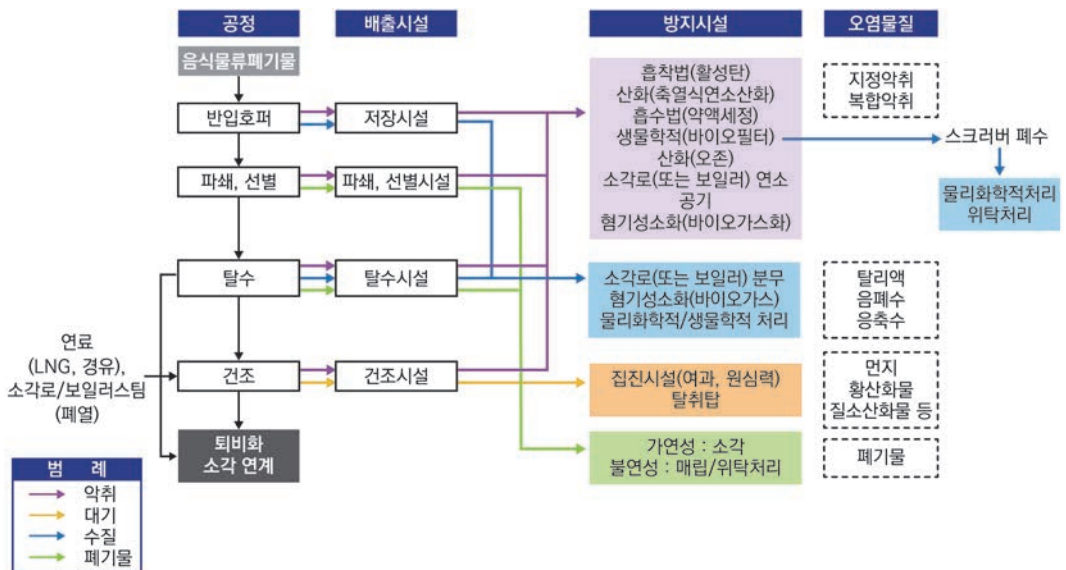 공정
배출시설
방지시설
오염물질
음식물류폐기물
반입호퍼
저장시설
파쇄, 선별
파쇄, 선별시설
탈수
탈수시설
건조
건조시설
퇴비화
소각 연계
연료
(LNG, 경유),
소각로/보일러스팀
(폐열)
흡착법(활성탄)
산화(축열식연소산화)
흡수법(약액세정)
생물학적(바이오필터)
산화(오존)
소각로(또는 보일러) 연소
공기
혐기성소화(바이오가스화)
지정악취
복합악취
스크러버 폐수
물리화학적처리
위탁처리
소각로(또는 보일러) 분무
혐기성소화(바이오가스)
물리화학적/생물학적 처리
탈리액
음폐수
응축수
집진시설(여과, 원심력)
탈취탑
먼지
황산화물
질소산화물 등
가연성 : 소각
불연성 : 매립/위탁처리
폐기물
범 례
악취
대기
수질
폐기물